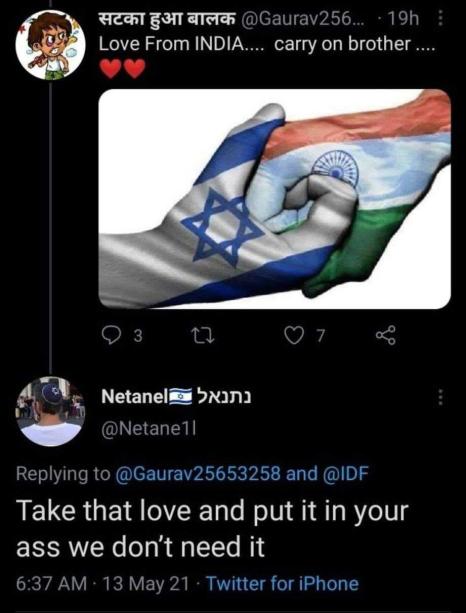 सटका हुआ बालक @Gaurav256... · 19h
Love From INDIA.... carry on brother ....
3 7
Netanel נתנאל
@Netane1l
Replying to @Gaurav25653258 and @IDF
Take that love and put it in your
ass we don't need it
6:37 AM · 13 May 21 · Twitter for iPhone